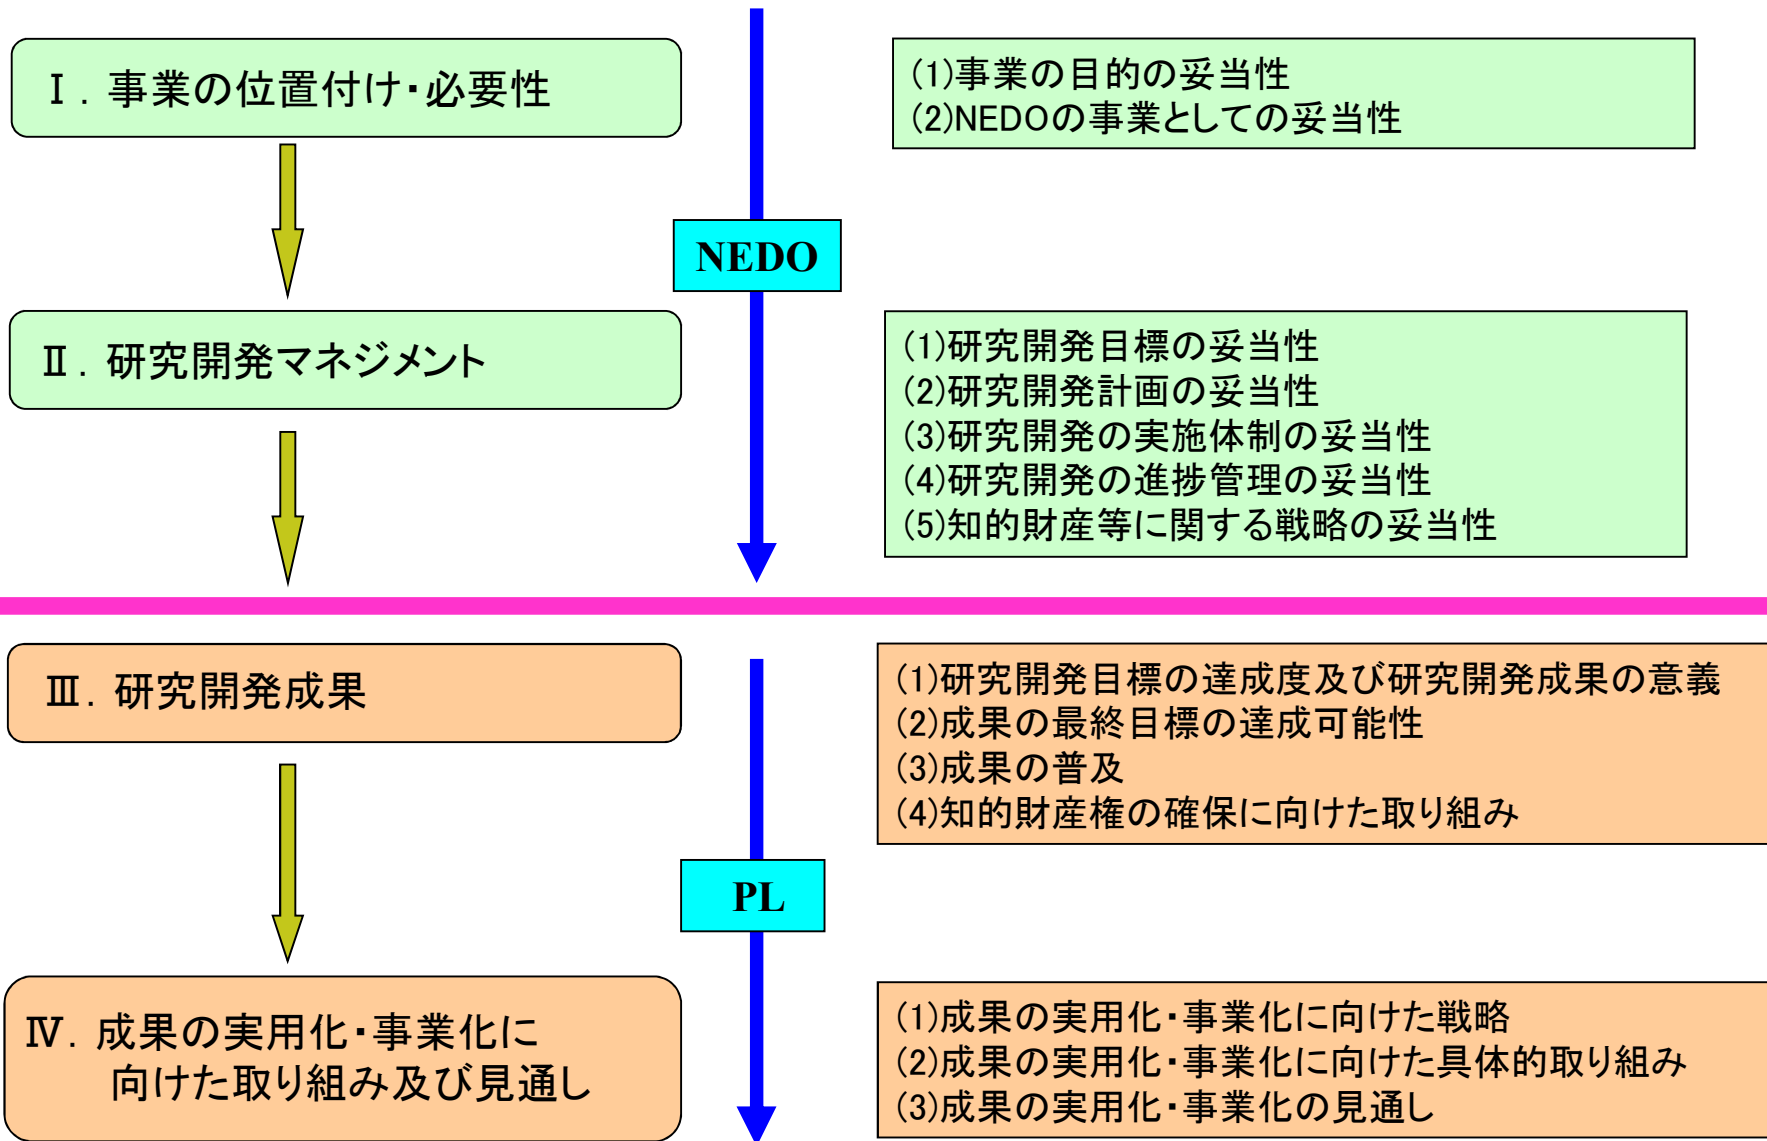 Ⅰ. 事業の位置付け・必要性
(1)事業の目的の妥当性
(2)NEDOの事業としての妥当性
NEDO
Ⅱ. 研究開発マネジメント
(1)研究開発目標の妥当性
(2)研究開発計画の妥当性
(3)研究開発の実施体制の妥当性
(4)研究開発の進捗管理の妥当性
(5)知的財産等に関する戦略の妥当性
Ⅲ. 研究開発成果
(1)研究開発目標の達成度及び研究開発成果の意義
(2)成果の最終目標の達成可能性
(3)成果の普及
(4)知的財産権の確保に向けた取り組み
PL
Ⅳ. 成果の実用化・事業化に
向けた取り組み及び見通し
(1)成果の実用化・事業化に向けた戦略
(2)成果の実用化・事業化に向けた具体的取り組み
(3)成果の実用化・事業化の見通し